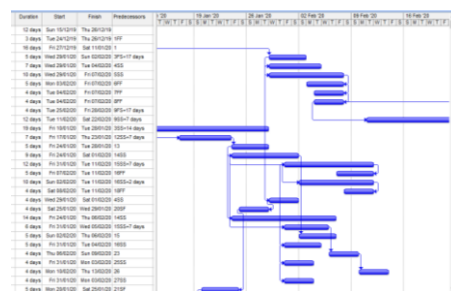 Duration Start Finish Predecessors '20 19 Jan '20 26 Jan '20 02 Feb '20 09 Feb '20 16 Feb '20
12 days Sun 15/12/19 Thu 26/12/19
3 days Tue 24/12/19 Thu 26/12/19 1FF
16 days Fri 27/12/19 Sat 11/01/20 1
5 days Wed 29/01/20 Sun 02/02/20 3FS+17 days
7 days Wed 29/01/20 Tue 04/02/20 4SS
10 days Wed 29/01/20 Fri 07/02/20 5SS
5 days Mon 03/02/20 Fri 07/02/20 6FF
4 days Tue 04/02/20 Fri 07/02/20 7FF
4 days Tue 04/02/20 Fri 07/02/20 8FF
4 days Tue 25/02/20 Fri 28/02/20 9FS+17 days
12 days Tue 11/02/20 Sat 22/02/20
19 days Fri 10/01/20 Tue 28/01/20 3SS+14 days
7 days Fri 17/01/20 Thu 23/01/20 12SS+7 days
5 days Fri 24/01/20 Tue 28/01/20 13
9 days Fri 24/01/20 Sat 01/02/20 14SS
12 days Fri 31/01/20 Tue 11/02/20 15SS+7 days
5 days Fri 07/02/20 Tue 11/02/20 16FF
10 days Sun 02/02/20 Tue 11/02/20 16SS+2 days
4 days Sat 08/02/20 Tue 11/02/20 18FF
4 days Wed 29/01/20 Sat 01/02/20 4SS
4 days Sat 25/01/20 20SF
14 days Fri 24/01/20 Thu 06/02/20 14SS
6 days Fri 31/01/20 Wed 05/02/20 15SS+7 days
5 days Sun 02/02/20 Thu 06/02/20 15
5 days Fri 31/01/20 Tue 04/02/20 16SS
4 days Thu 06/02/20 Sun 09/02/20 23
4 days Fri 31/01/20 Mon 03/02/20 25SS
4 days Mon 10/02/20 Thu 13/02/20 26
4 days Fri 31/01/20 Mon 03/02/20 27SS
5 days Mon 20/01/20 Sat 25/01/20 21SF